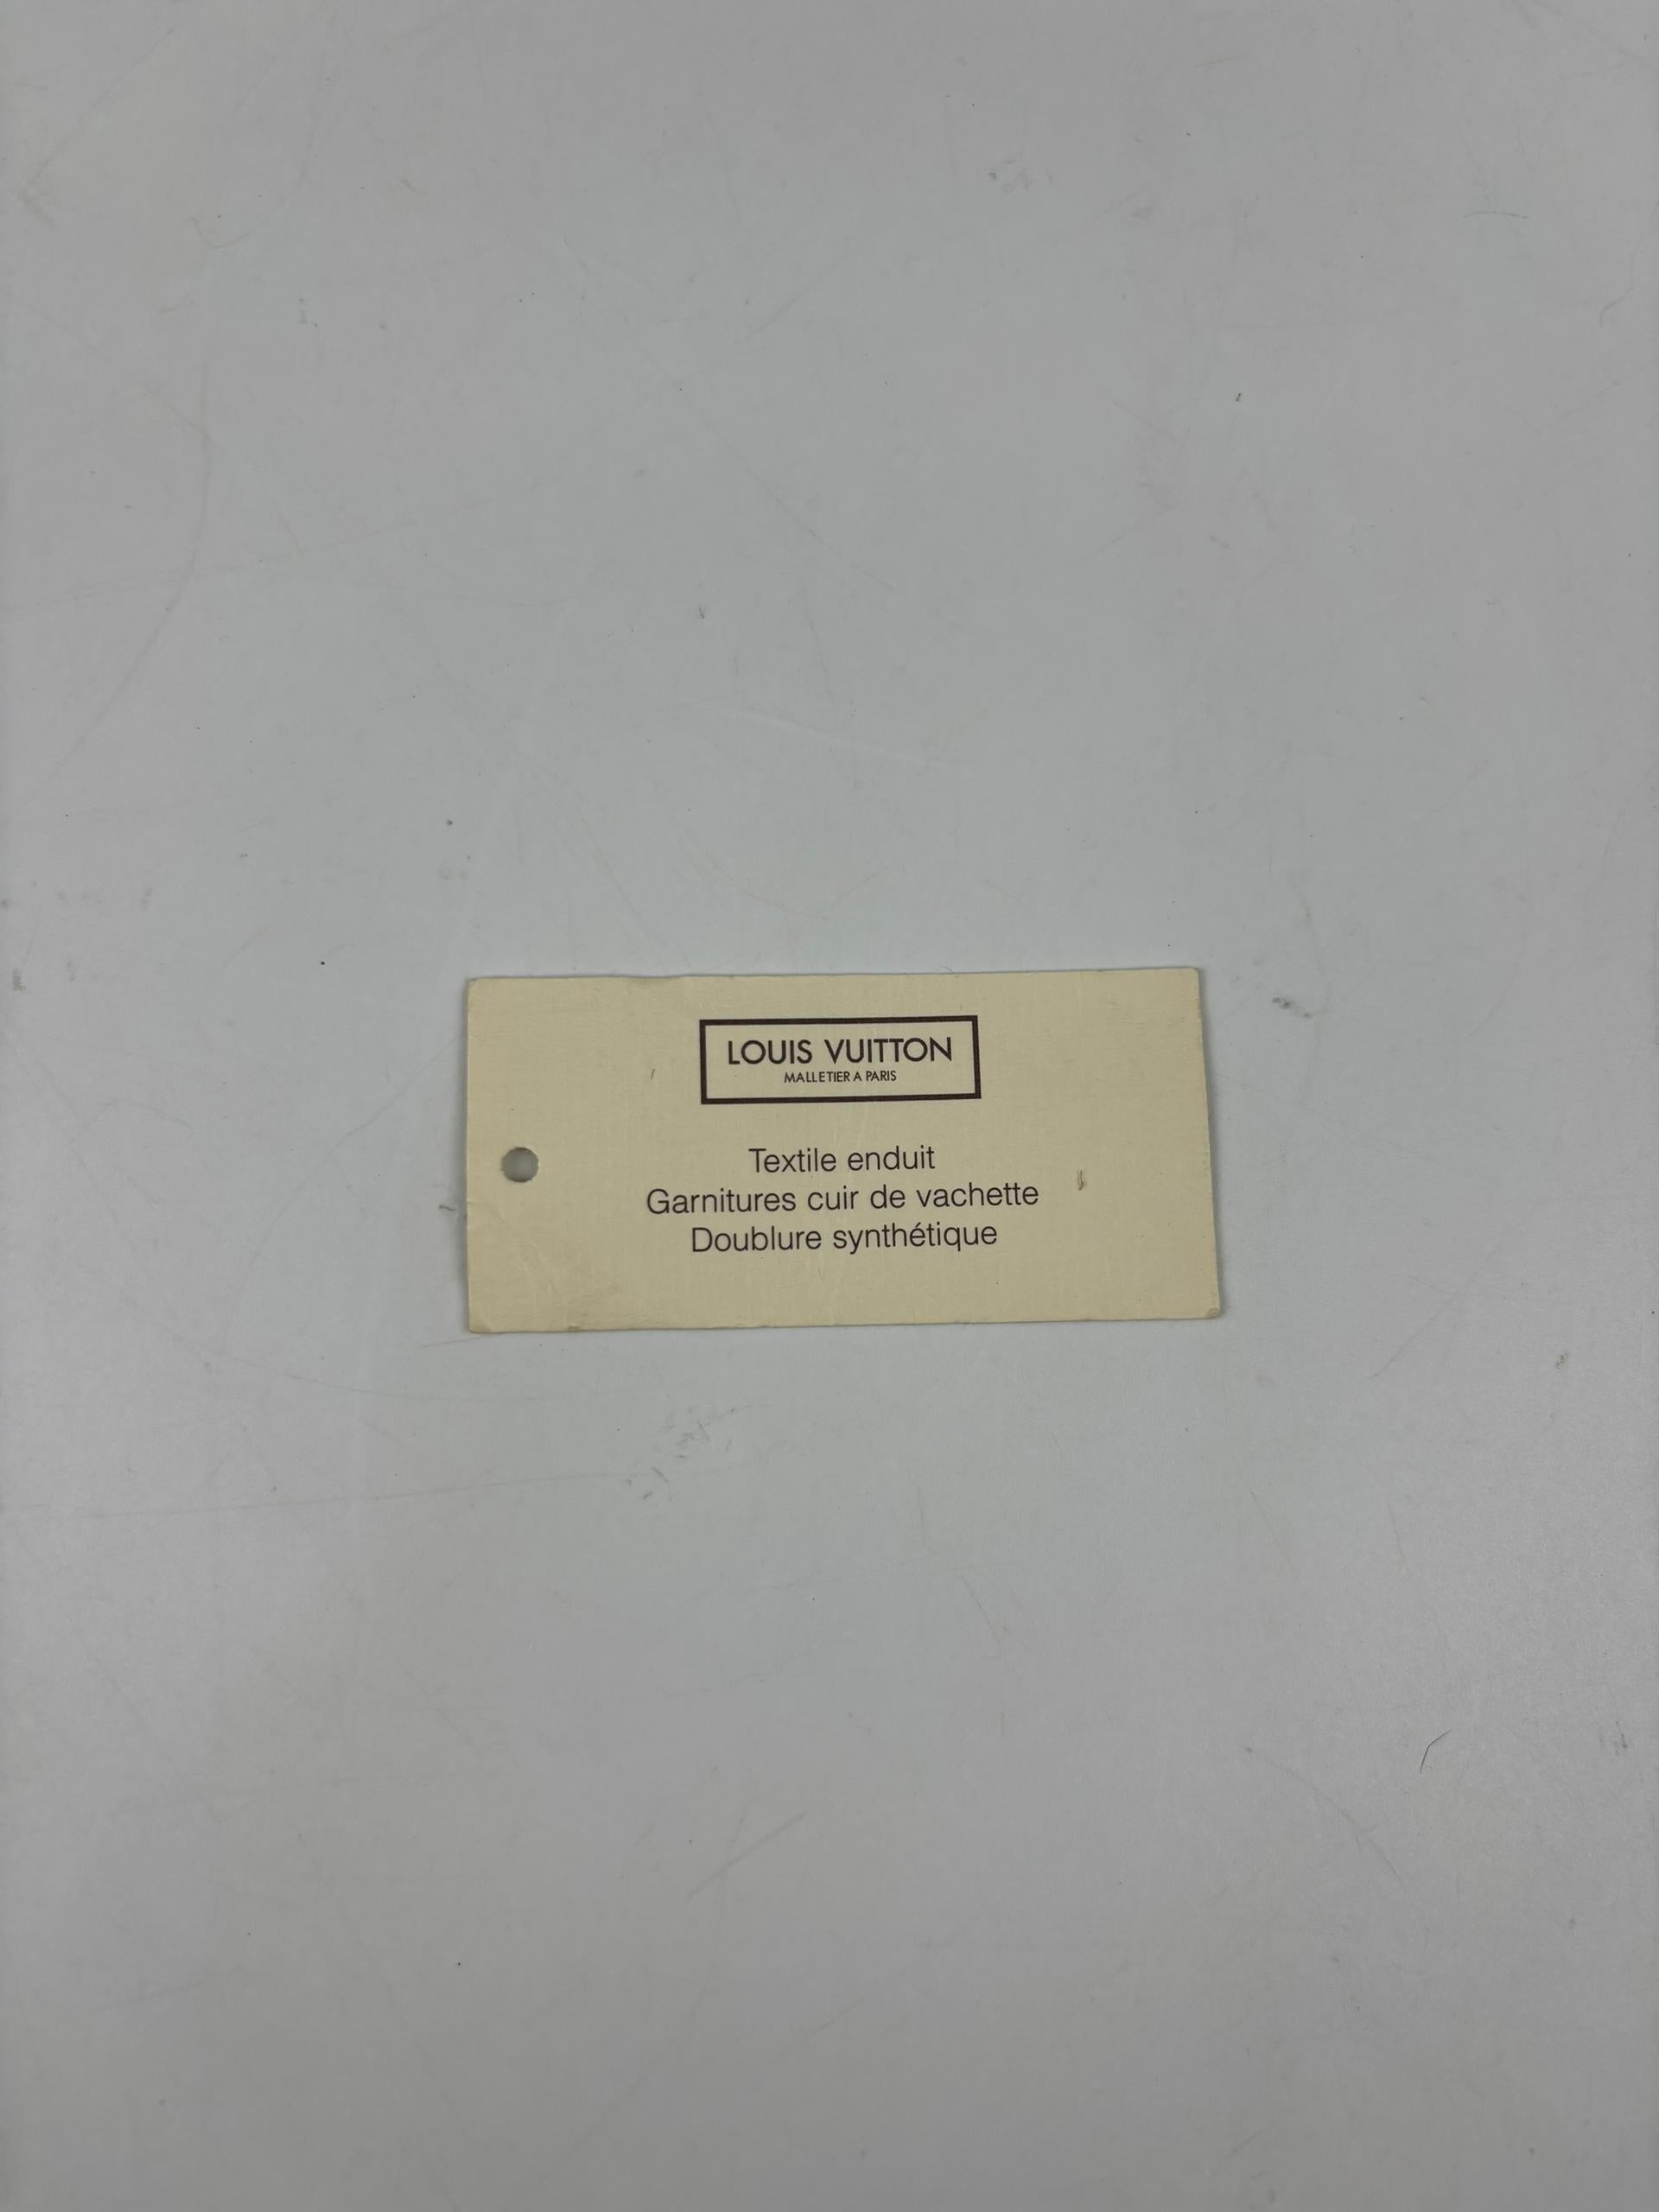 LOUIS VUITTON
MALLETIER A PARIS
Textile enduit
Garnitures cuir de vachette
Doublure synthétique